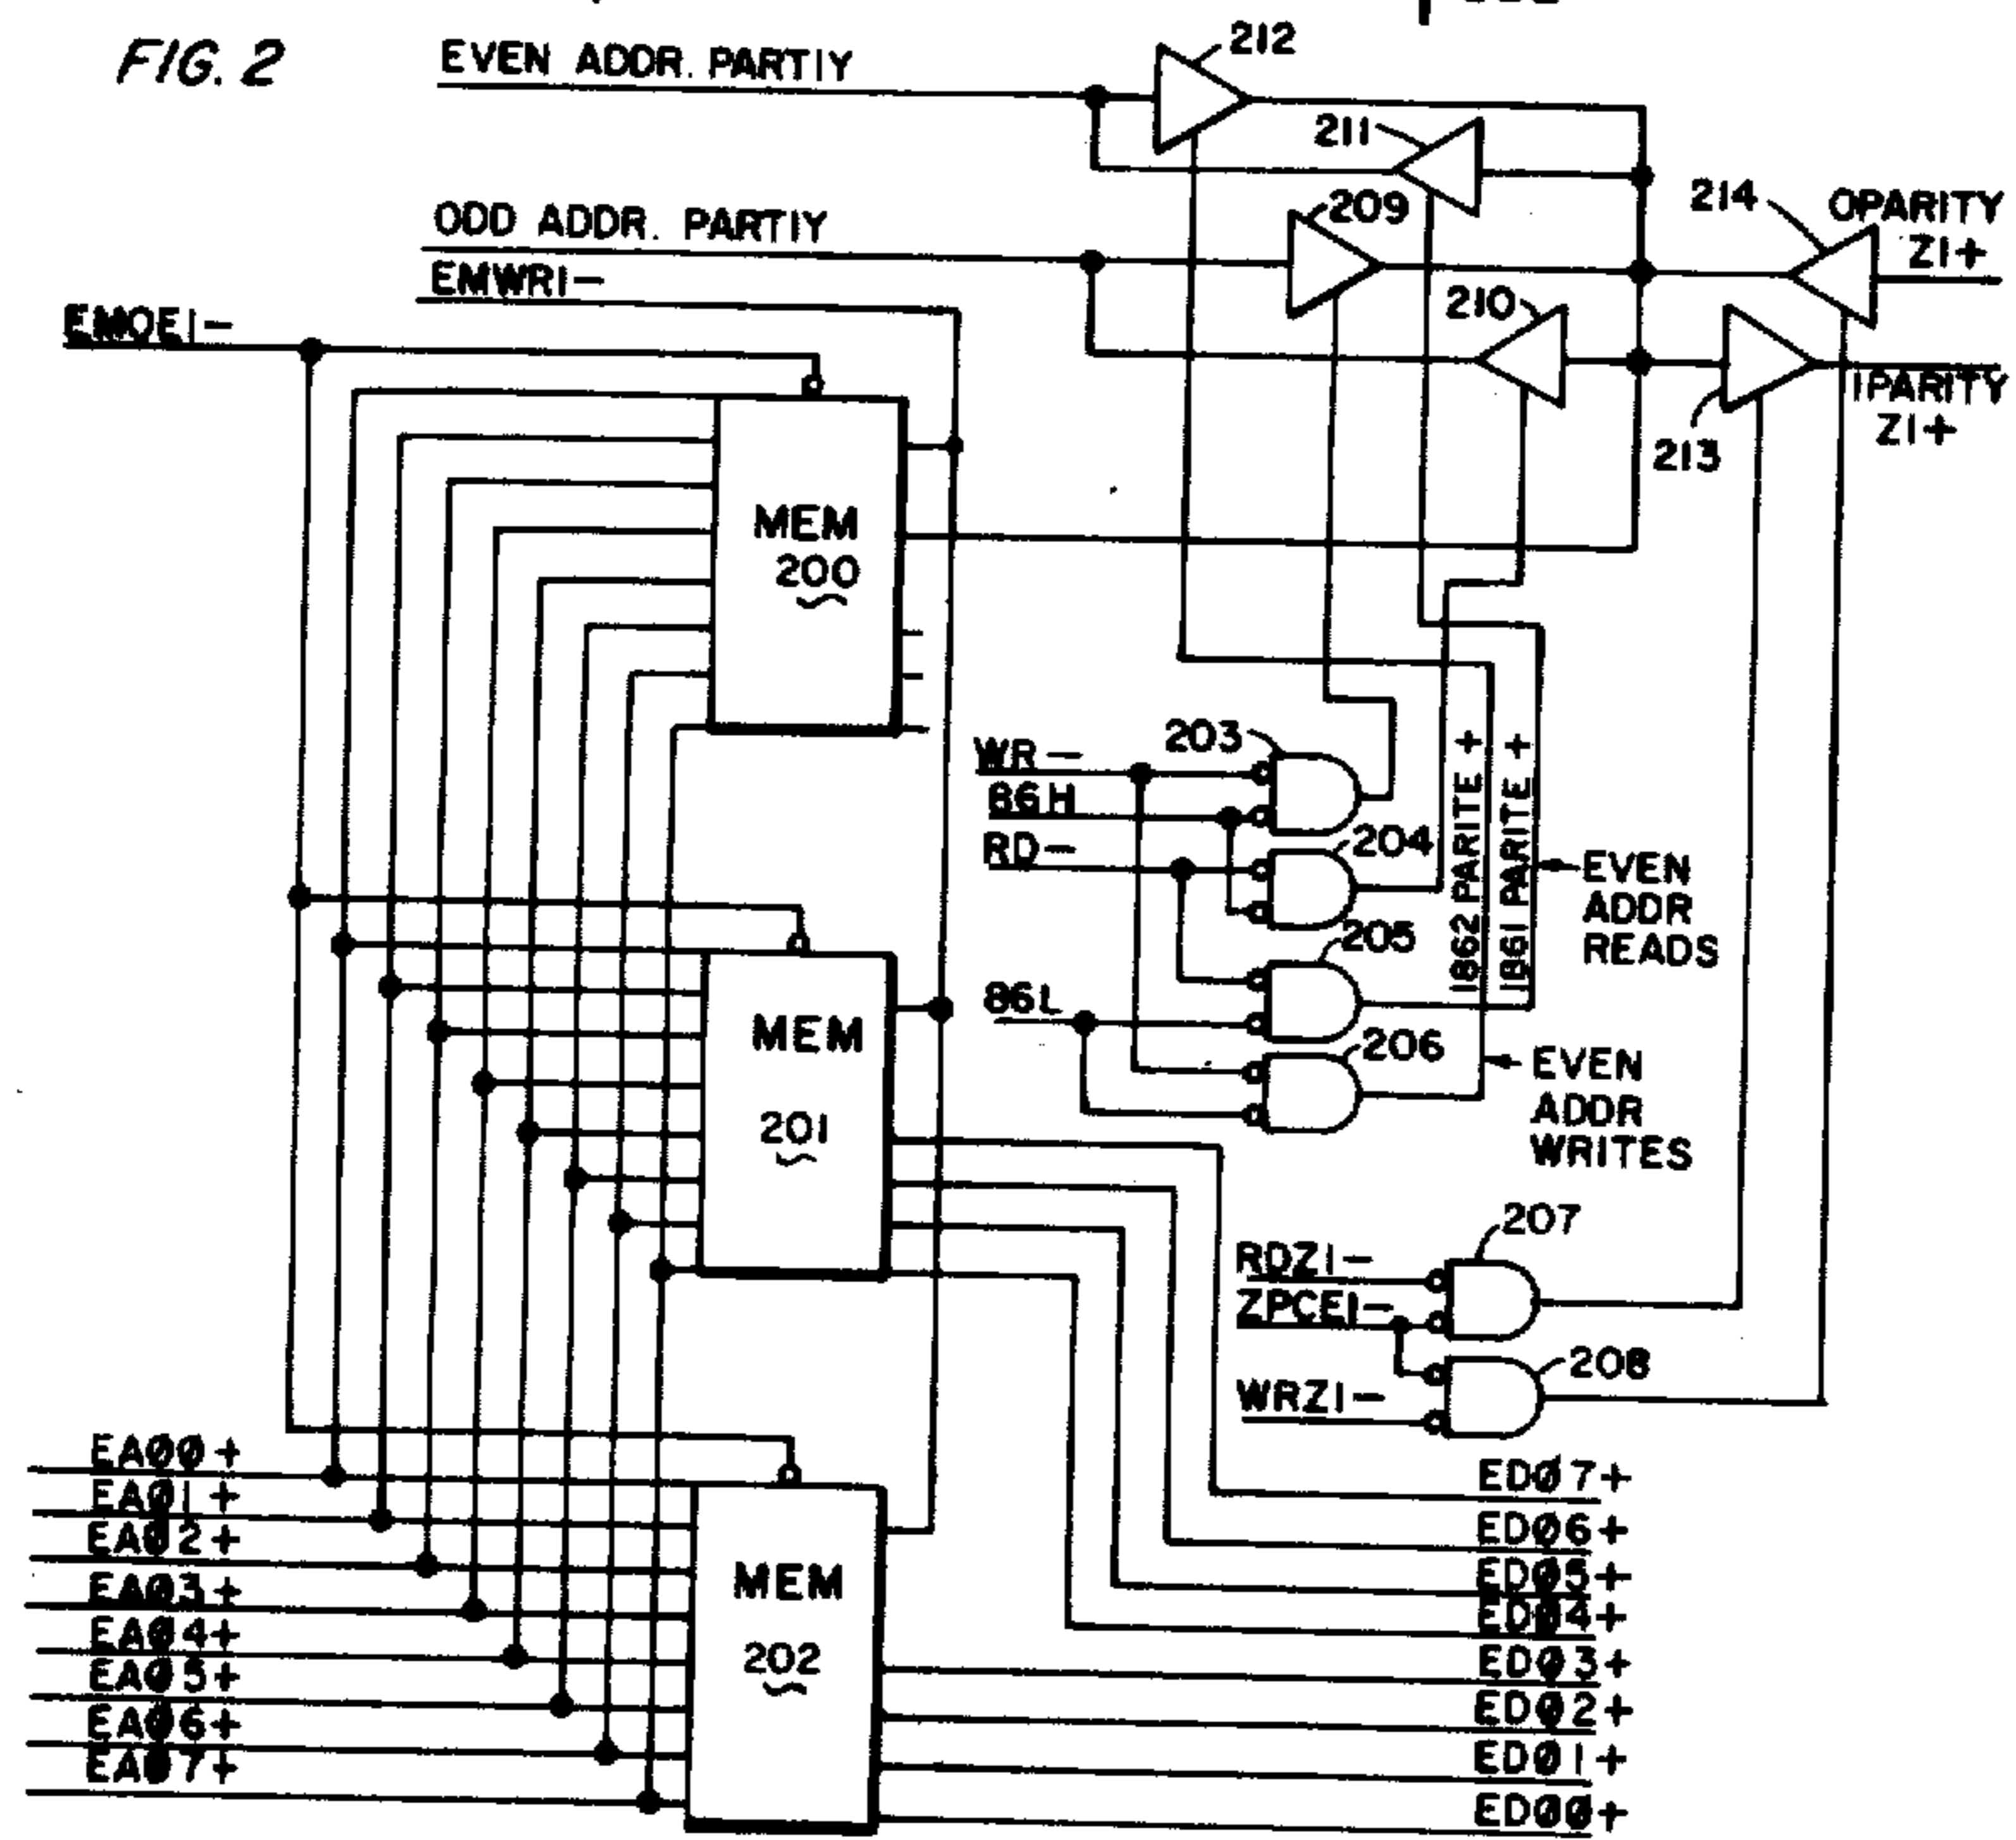 FIG. 2
EVEN ADDR. PARTIY
212
211
ODD ADDR. PARTIY
209
214
OPARITY
Z1+
EMWR1-
210
EMOE1-
IPARITY
Z1+
213
MEM
200
WR-
203
86H
RD-
204
1862 PARITE +
1861 PARITE +
EVEN
ADDR
READS
205
86L
MEM
201
206
EVEN
ADDR
WRITES
207
RDZ1-
ZPCE1-
208
WRZ1-
EA00+
EA01+
EA02+
EA03+
EA04+
EA05+
EA06+
EA07+
MEM
202
ED07+
ED06+
ED05+
ED04+
ED03+
ED02+
ED01+
ED00+